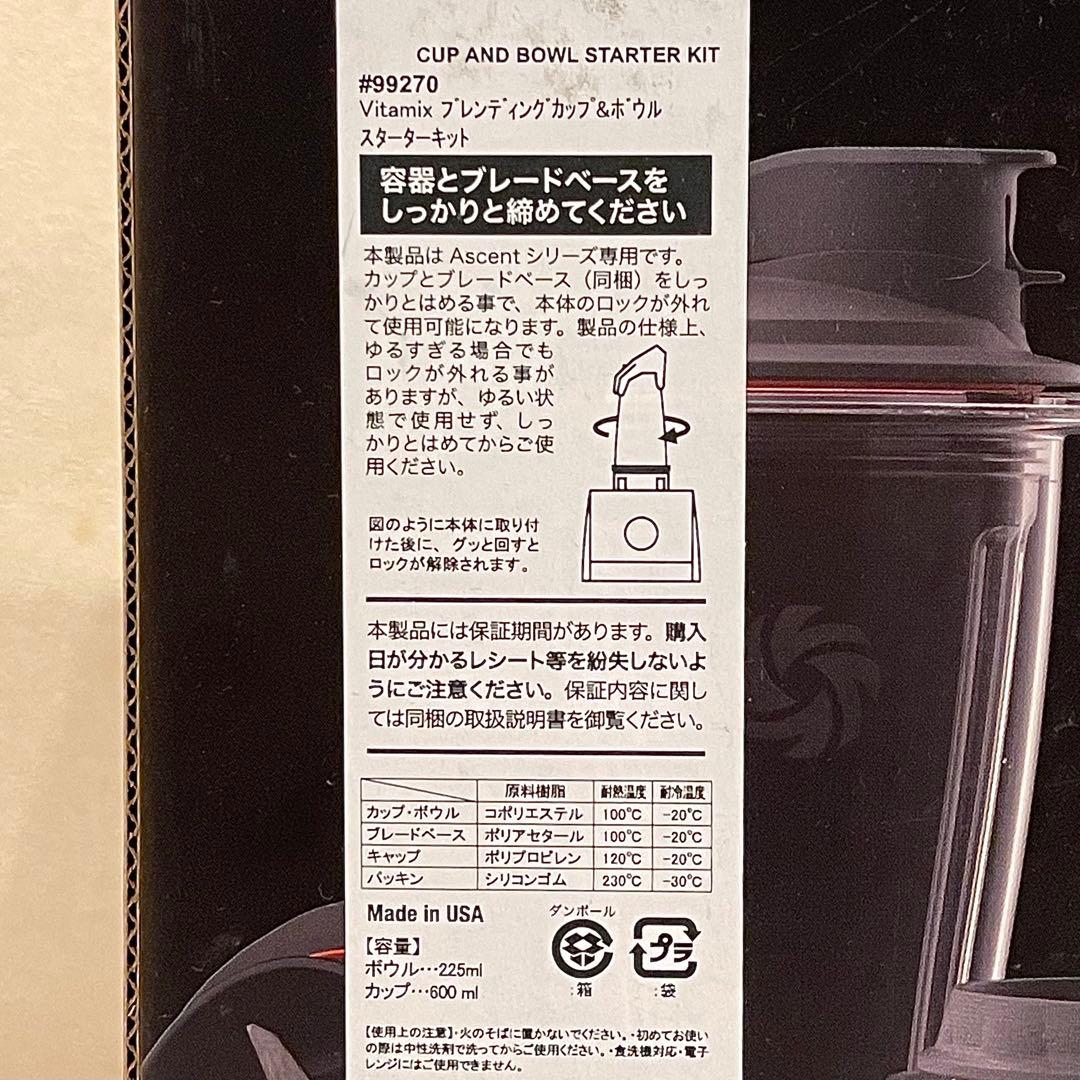 CUP AND BOWL STARTER KIT
#99270
Vitamix ブレンディングカップ&ボウル
スターターキット
容器とブレードベースを
しっかりと締めてください
本製品は Ascent シリーズ専用です。
カップとブレードベース（同梱）をしっ
かりとはめる事で、本体のロックが外れ
て使用可能になります。製品の仕様上、
ゆるすぎる場合でも
ロックが外れる事が
ありますが、ゆるい状
態で使用せず、しっ
かりとはめてからご使
用ください。
図のように本体に取り付
けた後に、グッと回すと
ロックが解除されます。
本製品には保証期間があります。購入
日が分かるレシート等を紛失しないよ
うにご注意ください。保証内容に関し
ては同梱の取扱説明書を御覧ください。
原料樹脂 耐熱温度 耐冷温度
カップ・ボウル コポリエステル 100℃ -20℃
ブレードベース ポリアセタール 100℃ -20℃
キャップ ポリプロピレン 120℃ -20℃
パッキン シリコンゴム 230℃ -30℃
Made in USA
【容量】
ボウル…225ml
カップ…600 ml
ダンボール
プラ
:箱 :袋
【使用上の注意】・火のそばに置かないでください。・初めてお使い
の際は中性洗剤で洗ってからご使用ください。・食洗機対応・電子
レンジにはご使用できません。